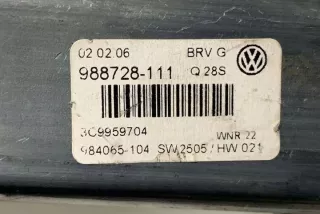 02 02 06 BRV G
988728-111 Q 28S
3C9959704 WNR 22
984065-104 SW 2505 / HW 021